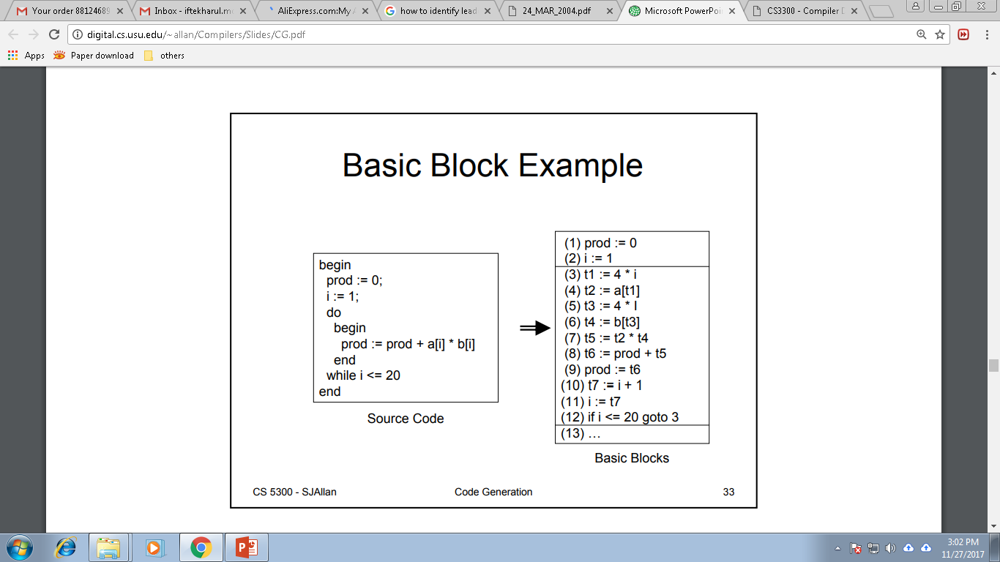 Your order 88124689
Inbox - iftekharul.mo
AliExpress.com:My A
how to identify lead
24_MAR_2004.pdf
Microsoft PowerPoi
CS3300 - Compiler D
digital.cs.usu.edu/~allan/Compilers/Slides/CG.pdf
Apps
Paper download
others
Basic Block Example
begin
prod := 0;
i := 1;
do
begin
prod := prod + a[i] * b[i]
end
while i <= 20
end
Source Code
(1) prod := 0
(2) i := 1
(3) t1 := 4 * i
(4) t2 := a[t1]
(5) t3 := 4 * I
(6) t4 := b[t3]
(7) t5 := t2 * t4
(8) t6 := prod + t5
(9) prod := t6
(10) t7 := i + 1
(11) i := t7
(12) if i <= 20 goto 3
(13) …
Basic Blocks
CS 5300 - SJAllan
Code Generation
33
3:02 PM
11/27/2017